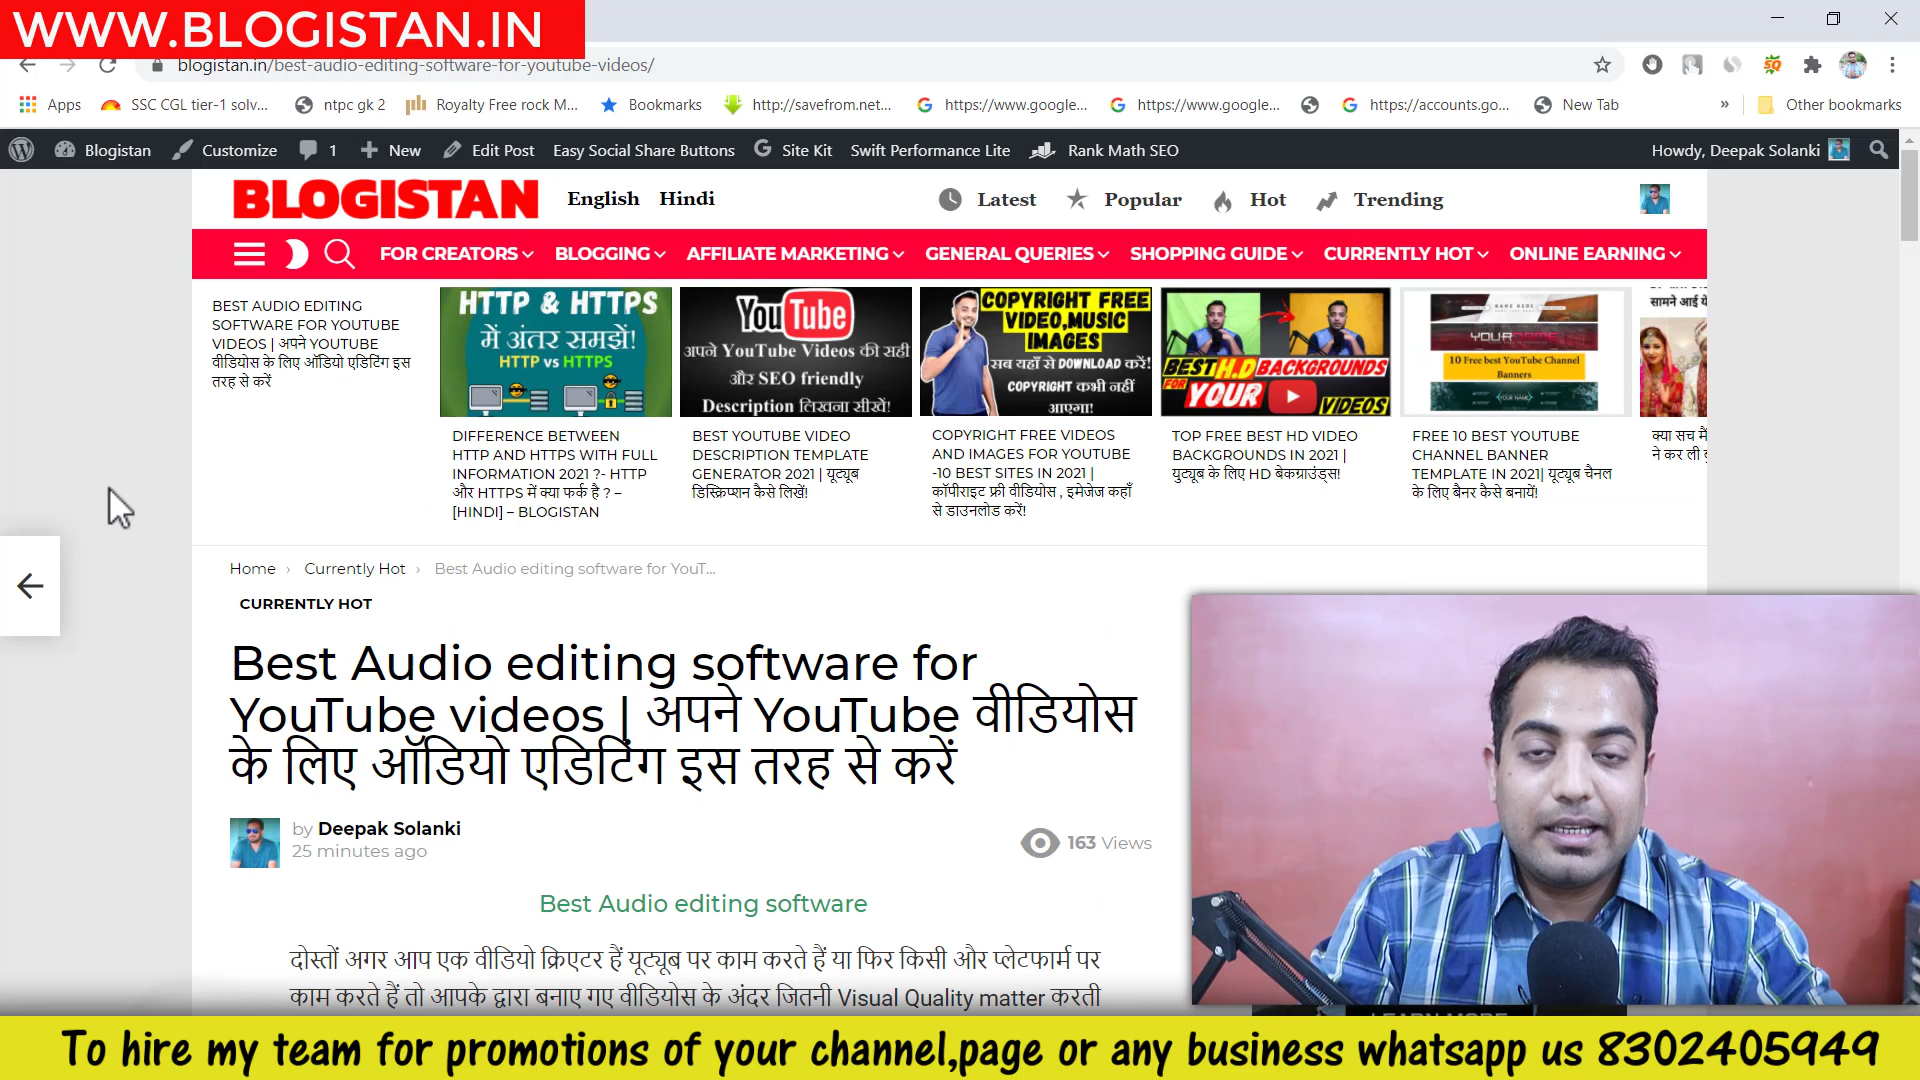 WWW.BLOGISTAN.IN
blogistan.in/best-audio-editing-software-for-youtube-videos/
Apps SSC CGL tier-1 solv... ntpc gk 2 Royalty Free rock M... Bookmarks http://savefrom.net... https://www.google... https://www.google... https://accounts.go... New Tab » Other bookmarks
Blogistan Customize 1 New Edit Post Easy Social Share Buttons Site Kit Swift Performance Lite Rank Math SEO Howdy, Deepak Solanki
BLOGISTAN English Hindi Latest Popular Hot Trending
FOR CREATORS BLOGGING AFFILIATE MARKETING GENERAL QUERIES SHOPPING GUIDE CURRENTLY HOT ONLINE EARNING
BEST AUDIO EDITING
SOFTWARE FOR YOUTUBE
VIDEOS | अपने YOUTUBE
वीडियोस के लिए ऑडियो एडिटिंग इस
तरह से करें
HTTP & HTTPS
में अंतर समझें!
HTTP vs HTTPS
DIFFERENCE BETWEEN
HTTP AND HTTPS WITH FULL
INFORMATION 2021 ?- HTTP
और HTTPS में क्या फर्क है ? –
[HINDI] – BLOGISTAN
YouTube
अपने YouTube Videos की सही
और SEO friendly
Description लिखना सीखें!
BEST YOUTUBE VIDEO
DESCRIPTION TEMPLATE
GENERATOR 2021 | यूट्यूब
डिस्क्रिप्शन कैसे लिखें!
COPYRIGHT FREE
VIDEO,MUSIC
IMAGES
सब यहाँ से DOWNLOAD करें!
COPYRIGHT कभी नहीं
आएगा!
COPYRIGHT FREE VIDEOS
AND IMAGES FOR YOUTUBE
-10 BEST SITES IN 2021 |
कॉपीराइट फ्री वीडियोस , इमेजेज कहाँ
से डाउनलोड करें!
BEST H.D BACKGROUNDS
FOR YOUR VIDEOS
TOP FREE BEST HD VIDEO
BACKGROUNDS IN 2021 |
युट्यूब के लिए HD बेकग्राउंड्स!
NAME HERE
YOUR NAME
10 Free best YouTube Channel
Banners
FREE 10 BEST YOUTUBE
CHANNEL BANNER
TEMPLATE IN 2021| यूट्यूब चैनल
के लिए बैनर कैसे बनायें!
सामने आई
क्या सच
ने कर ली
Home › Currently Hot › Best Audio editing software for YouT...
CURRENTLY HOT
Best Audio editing software for
YouTube videos | अपने YouTube वीडियोस
के लिए ऑडियो एडिटिंग इस तरह से करें
by Deepak Solanki
25 minutes ago
163 Views
Best Audio editing software
दोस्तों अगर आप एक वीडियो क्रिएटर हैं यूट्यूब पर काम करते हैं या फिर किसी और प्लेटफार्म पर
काम करते हैं तो आपके द्वारा बनाए गए वीडियोस के अंदर जितनी Visual Quality matter करती
To hire my team for promotions of your channel,page or any business whatsapp us 8302405949